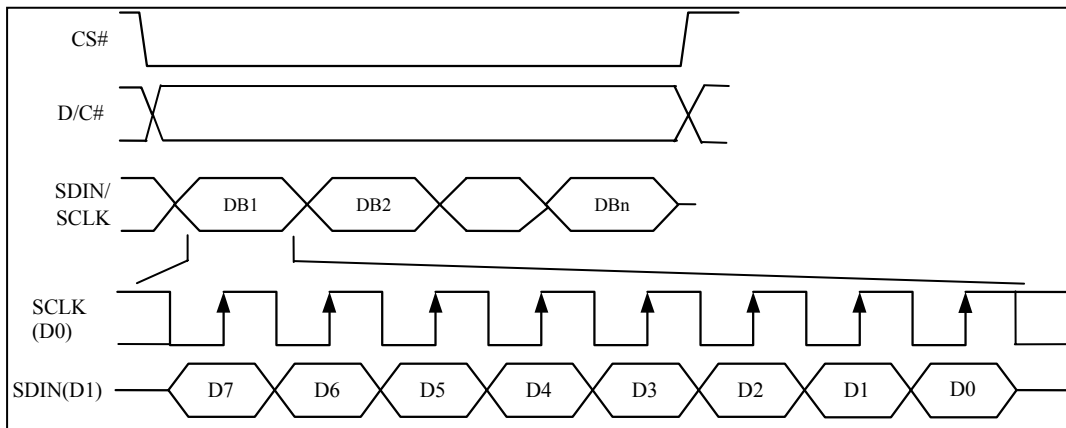 CS#
D/C#
SDIN/
SCLK
DB1 DB2 DBn
SCLK
(D0)
SDIN(D1) D7 D6 D5 D4 D3 D2 D1 D0